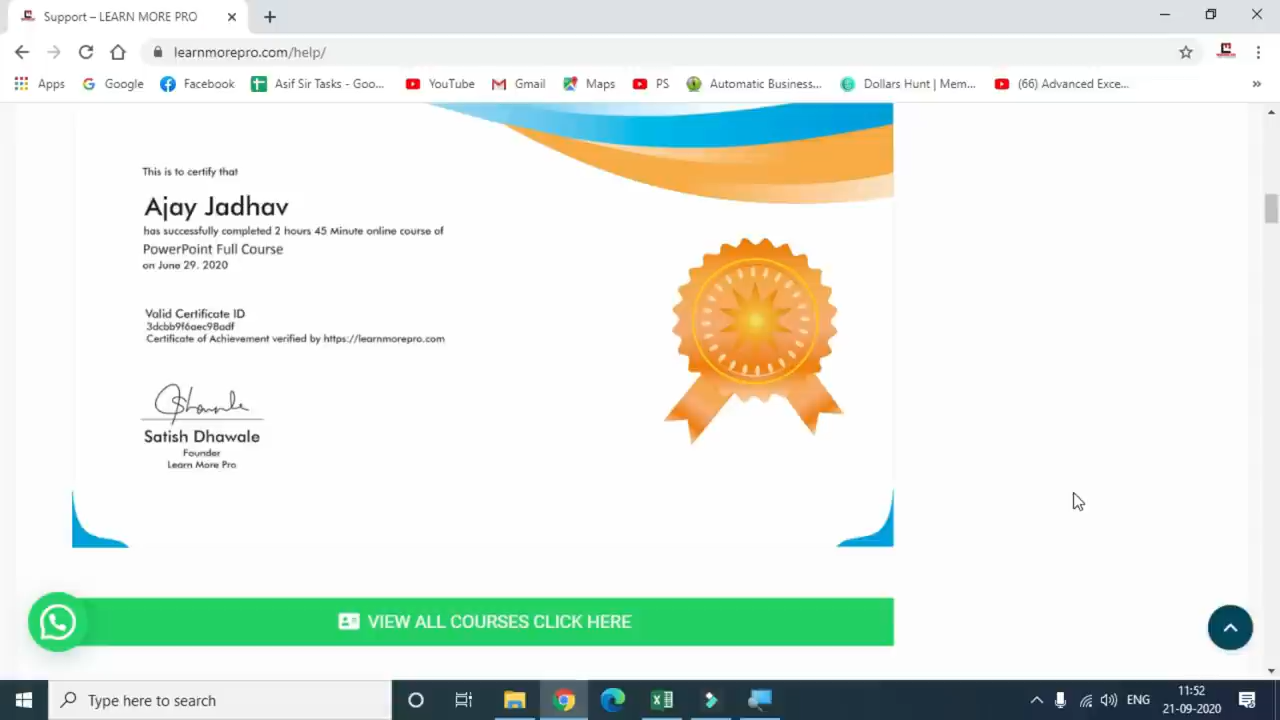 Support – LEARN MORE PRO
learnmorepro.com/help/
Apps Google Facebook Asif Sir Tasks - Goo... YouTube Gmail Maps PS Automatic Business... Dollars Hunt | Mem... (66) Advanced Exce... »
This is to certify that
Ajay Jadhav
has successfully completed 2 hours 45 Minute online course of
PowerPoint Full Course
on June 29, 2020
Valid Certificate ID
3dcbb9f6aec98adf
Certificate of Achievement verified by https://learnmorepro.com
Satish Dhawale
Founder
Learn More Pro
VIEW ALL COURSES CLICK HERE
Type here to search
ENG
11:52
21-09-2020